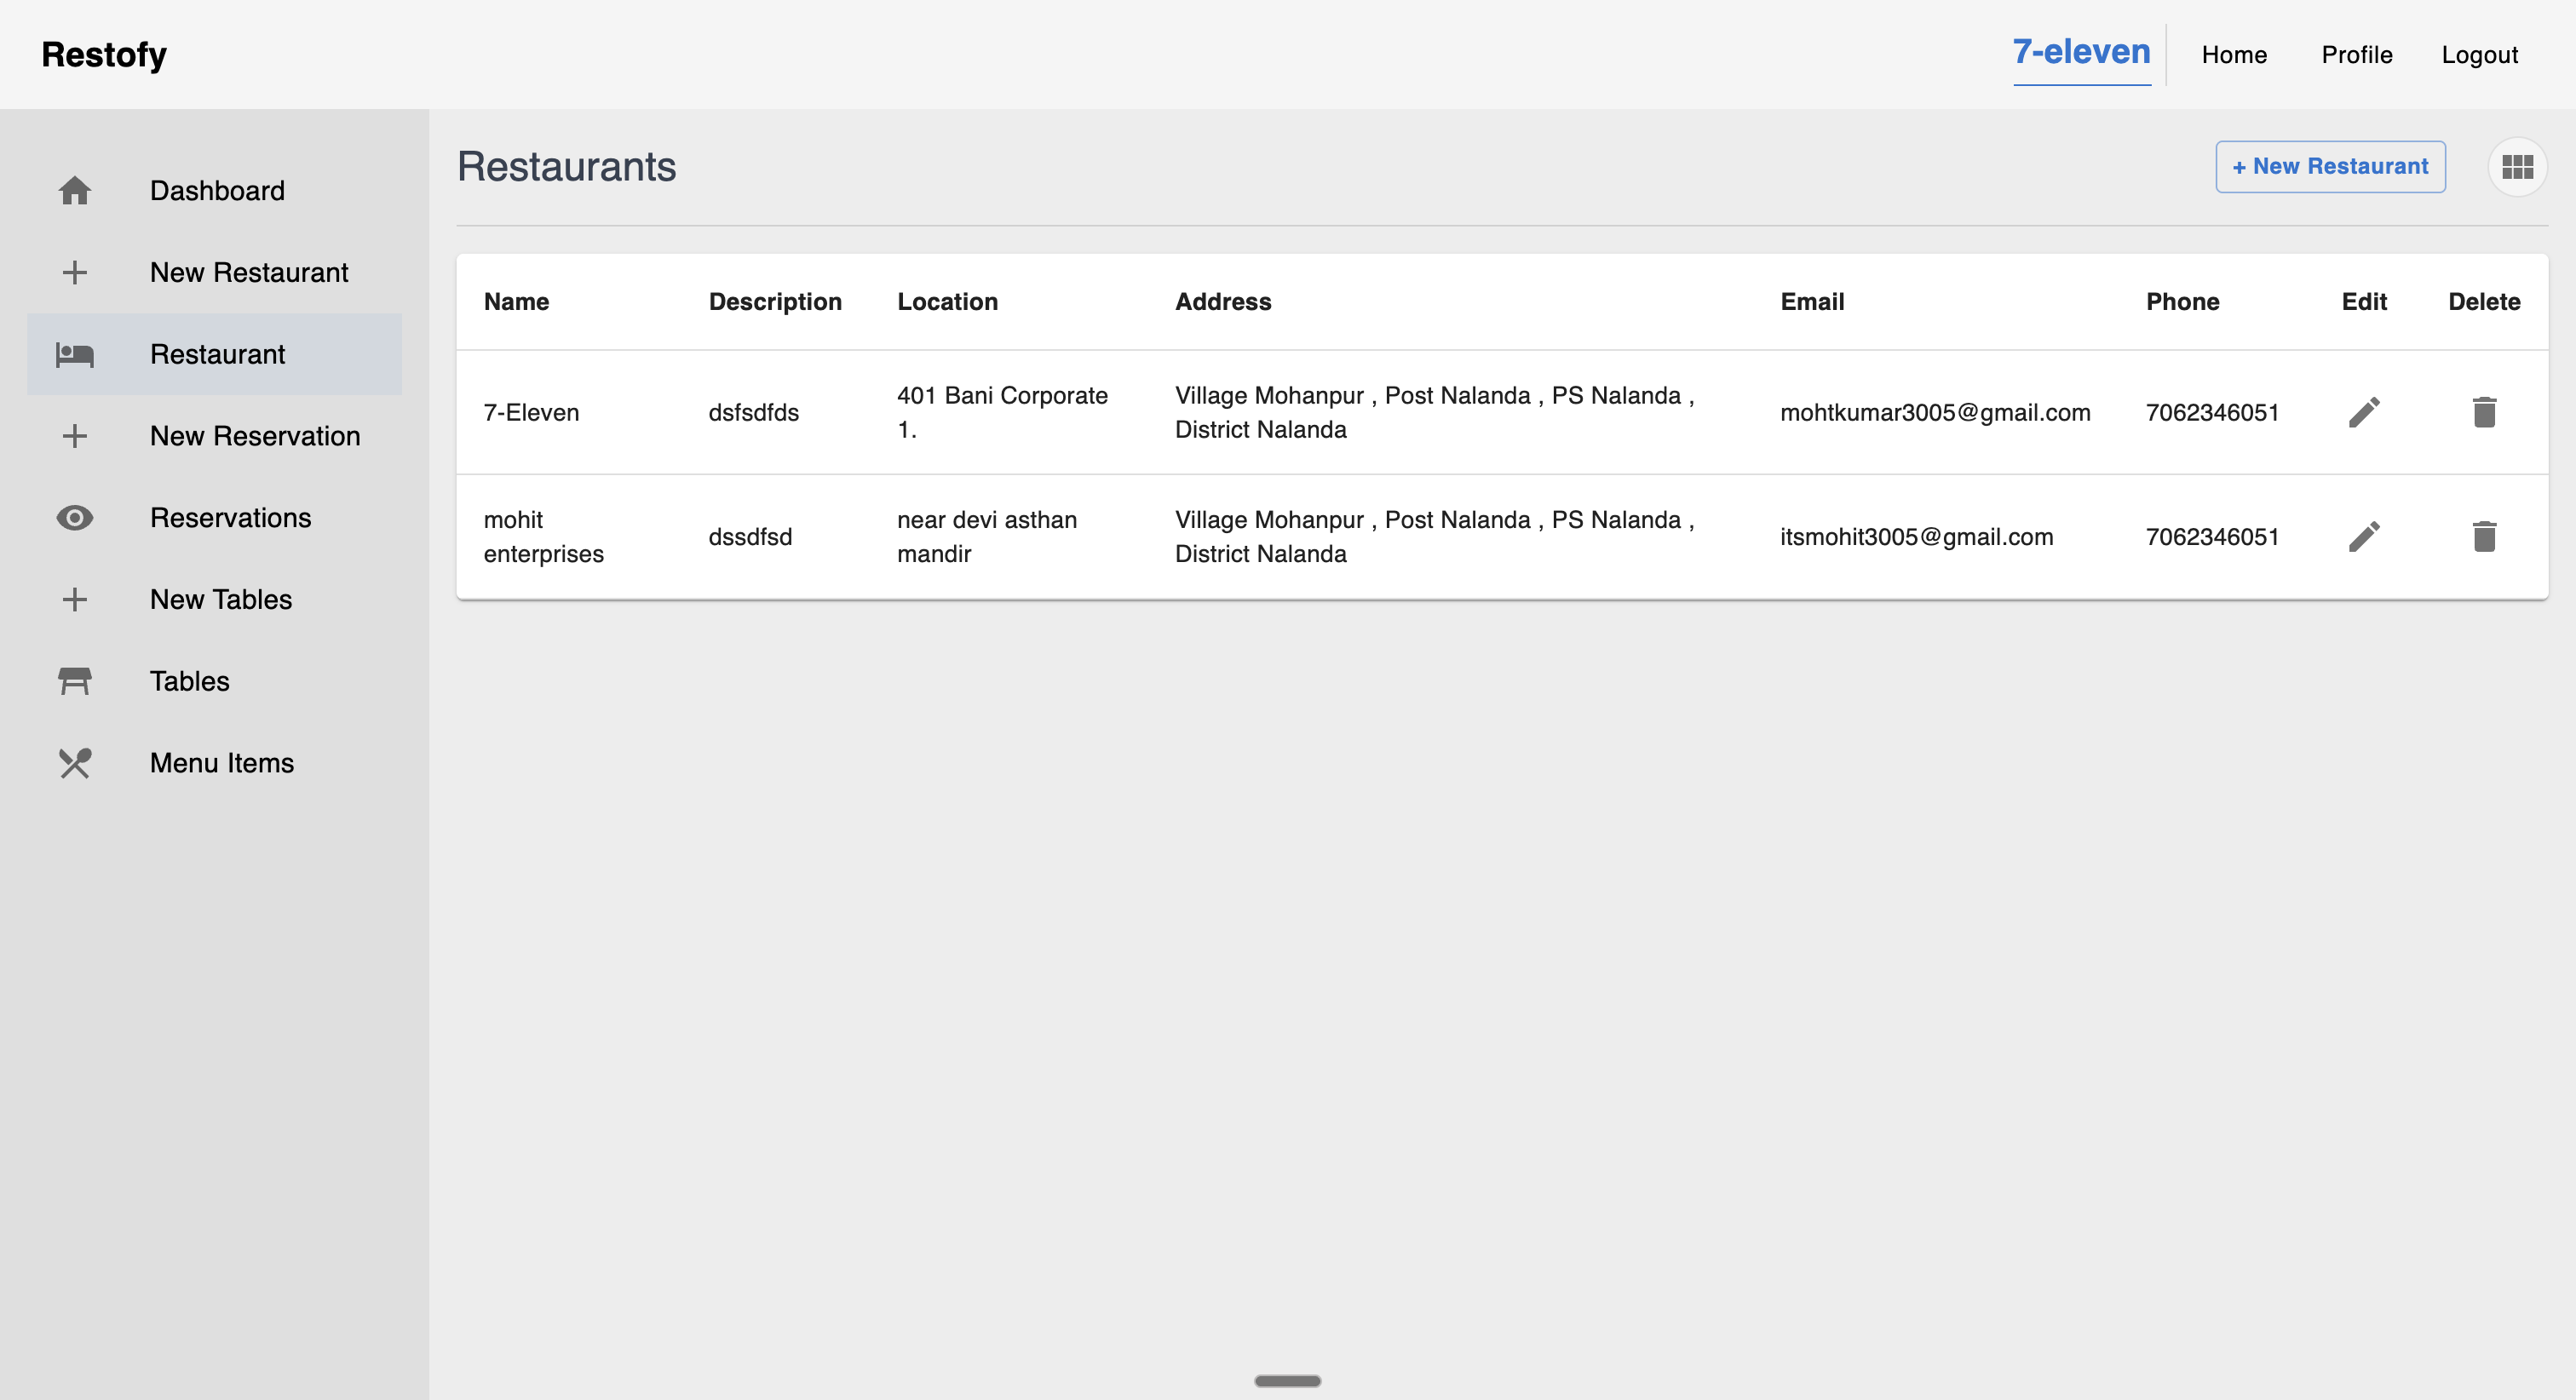 Restofy
7-eleven
Home
Profile
Logout
Dashboard
New Restaurant
Restaurant
New Reservation
Reservations
New Tables
Tables
Menu Items
Restaurants
+ New Restaurant
Name Description Location Address Email Phone Edit Delete
7-Eleven
dsfsdfds
401 Bani Corporate
1.
Village Mohanpur , Post Nalanda , PS Nalanda ,
District Nalanda
mohtkumar3005@gmail.com
7062346051
mohit
enterprises
dssdfsd
near devi asthan
mandir
Village Mohanpur , Post Nalanda , PS Nalanda ,
District Nalanda
itsmohit3005@gmail.com
7062346051